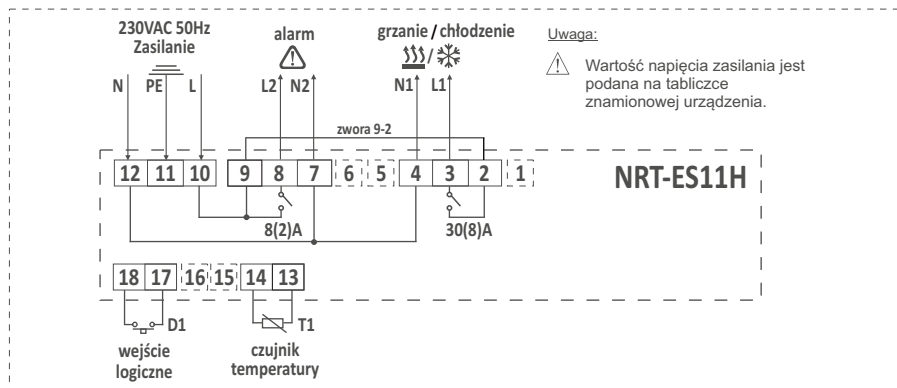 230VAC 50Hz
Zasilanie
alarm
grzanie / chłodzenie
/
Uwaga:
Wartość napięcia zasilania jest
podana na tabliczce
znamionowej urządzenia.
N PE L L2 N2 N1 L1
zwora 9-2
12 11 10 9 8 7 6 5 4 3 2 1
NRT-ES11H
8(2)A 30(8)A
18 17 16 15 14 13
D1 T1
wejście
logiczne
czujnik
temperatury